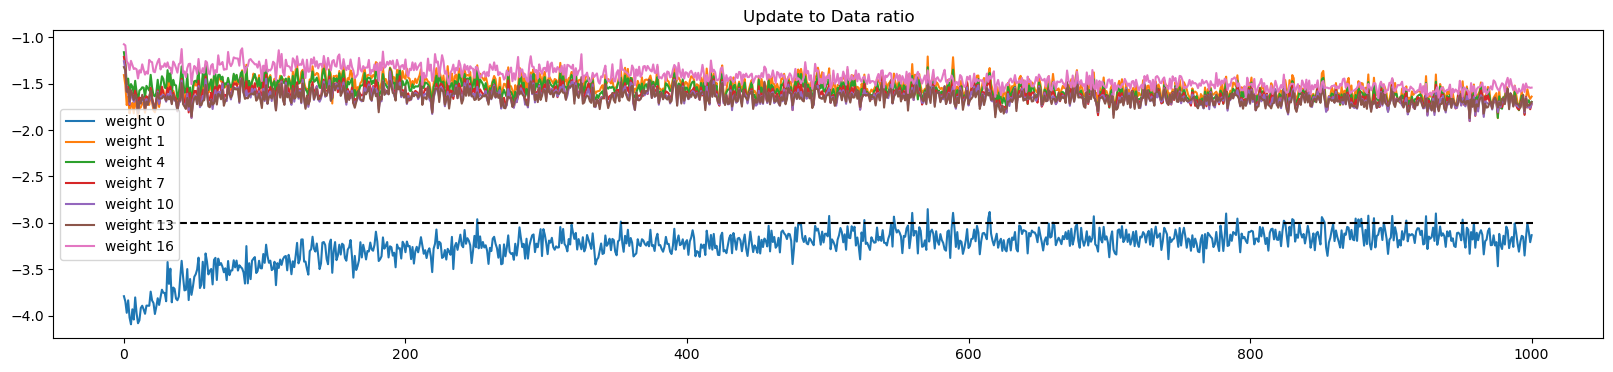 Update to Data ratio
−1.0
−1.5
−2.0
−2.5
−3.0
−3.5
−4.0
weight 0
weight 1
weight 4
weight 7
weight 10
weight 13
weight 16
0
200
400
600
800
1000